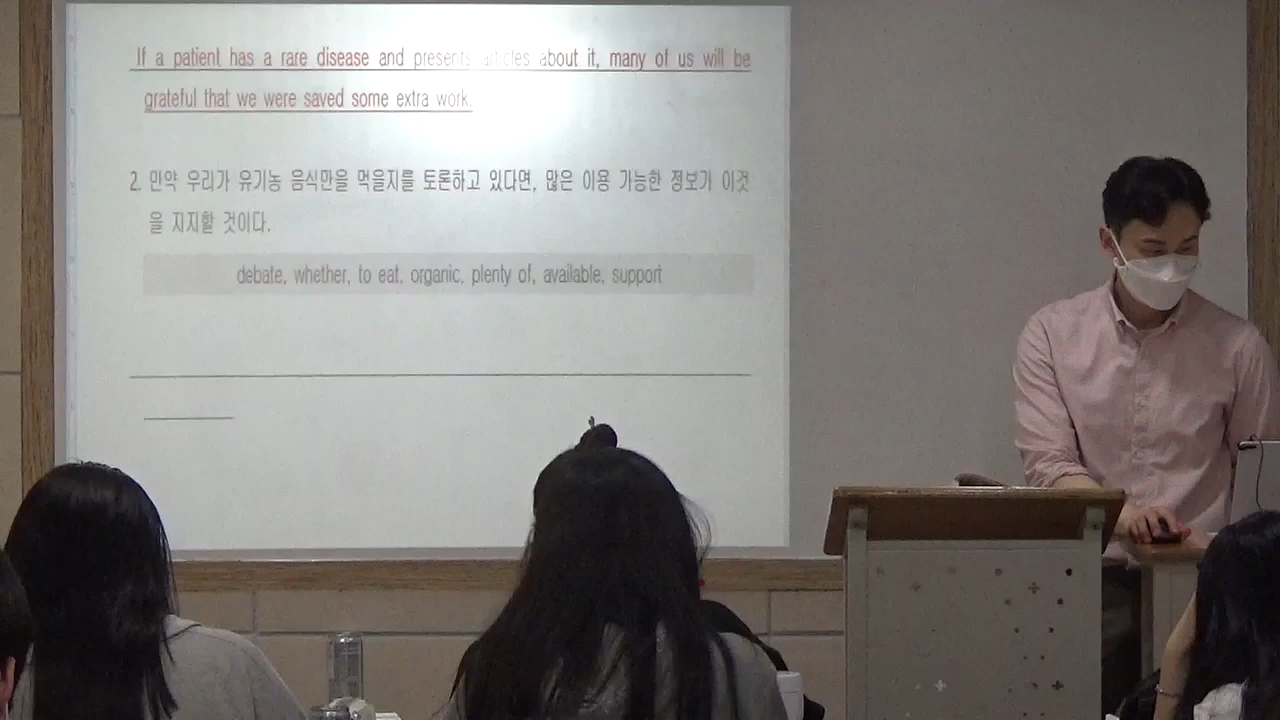 If a patient has a rare disease and presents articles about it, many of us will be
grateful that we were saved some extra work.
2. 만약 우리가 유기농 음식만을 먹을지를 토론하고 있다면, 많은 이용 가능한 정보가 이것
을 지지할 것이다.
debate, whether, to eat, organic, plenty of, available, support